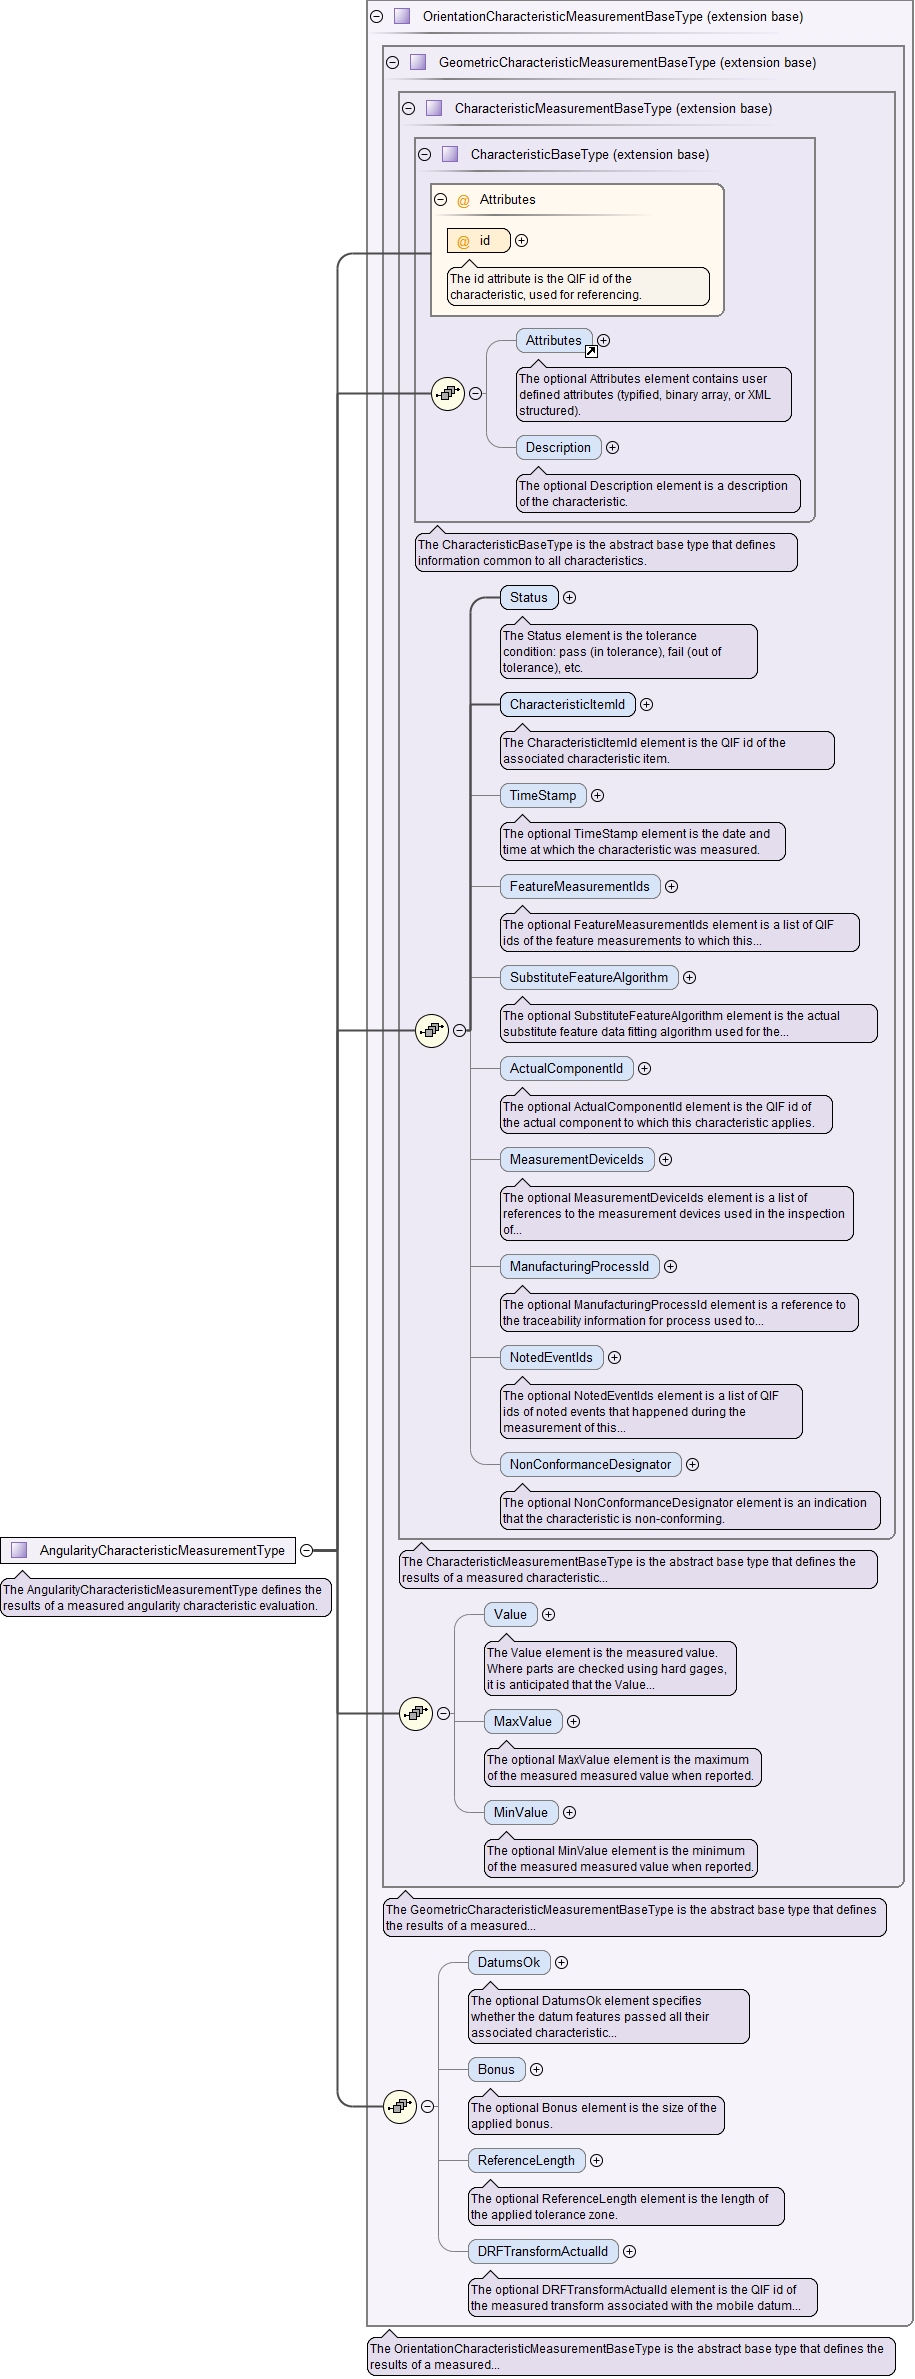 OrientationCharacteristicMeasurementBaseType (extension base)
GeometricCharacteristicMeasurementBaseType (extension base)
CharacteristicMeasurementBaseType (extension base)
CharacteristicBaseType (extension base)
@ Attributes
@ id
The id attribute is the QIF id of the
characteristic, used for referencing.
Attributes
The optional Attributes element contains user
defined attributes (typified, binary array, or XML
structured).
Description
The optional Description element is a description
of the characteristic.
The CharacteristicBaseType is the abstract base type that defines
information common to all characteristics.
Status
The Status element is the tolerance
condition: pass (in tolerance), fail (out of
tolerance), etc.
CharacteristicItemId
The CharacteristicItemId element is the QIF id of the
associated characteristic item.
TimeStamp
The optional TimeStamp element is the date and
time at which the characteristic was measured.
FeatureMeasurementIds
The optional FeatureMeasurementIds element is a list of QIF
ids of the feature measurements to which this...
SubstituteFeatureAlgorithm
The optional SubstituteFeatureAlgorithm element is the actual
substitute feature data fitting algorithm used for the...
ActualComponentId
The optional ActualComponentId element is the QIF id of
the actual component to which this characteristic applies.
MeasurementDeviceIds
The optional MeasurementDeviceIds element is a list of
references to the measurement devices used in the inspection
of...
ManufacturingProcessId
The optional ManufacturingProcessId element is a reference to
the traceability information for process used to...
NotedEventIds
The optional NotedEventIds element is a list of QIF
ids of noted events that happened during the
measurement of this...
NonConformanceDesignator
The optional NonConformanceDesignator element is an indication
that the characteristic is non-conforming.
AngularityCharacteristicMeasurementType
The AngularityCharacteristicMeasurementType defines the
results of a measured angularity characteristic evaluation.
The CharacteristicMeasurementBaseType is the abstract base type that defines the
results of a measured characteristic...
Value
The Value element is the measured value.
Where parts are checked using hard gages,
it is anticipated that the Value...
MaxValue
The optional MaxValue element is the maximum
of the measured measured value when reported.
MinValue
The optional MinValue element is the minimum
of the measured measured value when reported.
The GeometricCharacteristicMeasurementBaseType is the abstract base type that defines
the results of a measured...
DatumsOk
The optional DatumsOk element specifies
whether the datum features passed all their
associated characteristic...
Bonus
The optional Bonus element is the size of the
applied bonus.
ReferenceLength
The optional ReferenceLength element is the length of
the applied tolerance zone.
DRFTransformActualId
The optional DRFTransformActualId element is the QIF id of
the measured transform associated with the mobile datum...
The OrientationCharacteristicMeasurementBaseType is the abstract base type that defines the
results of a measured...